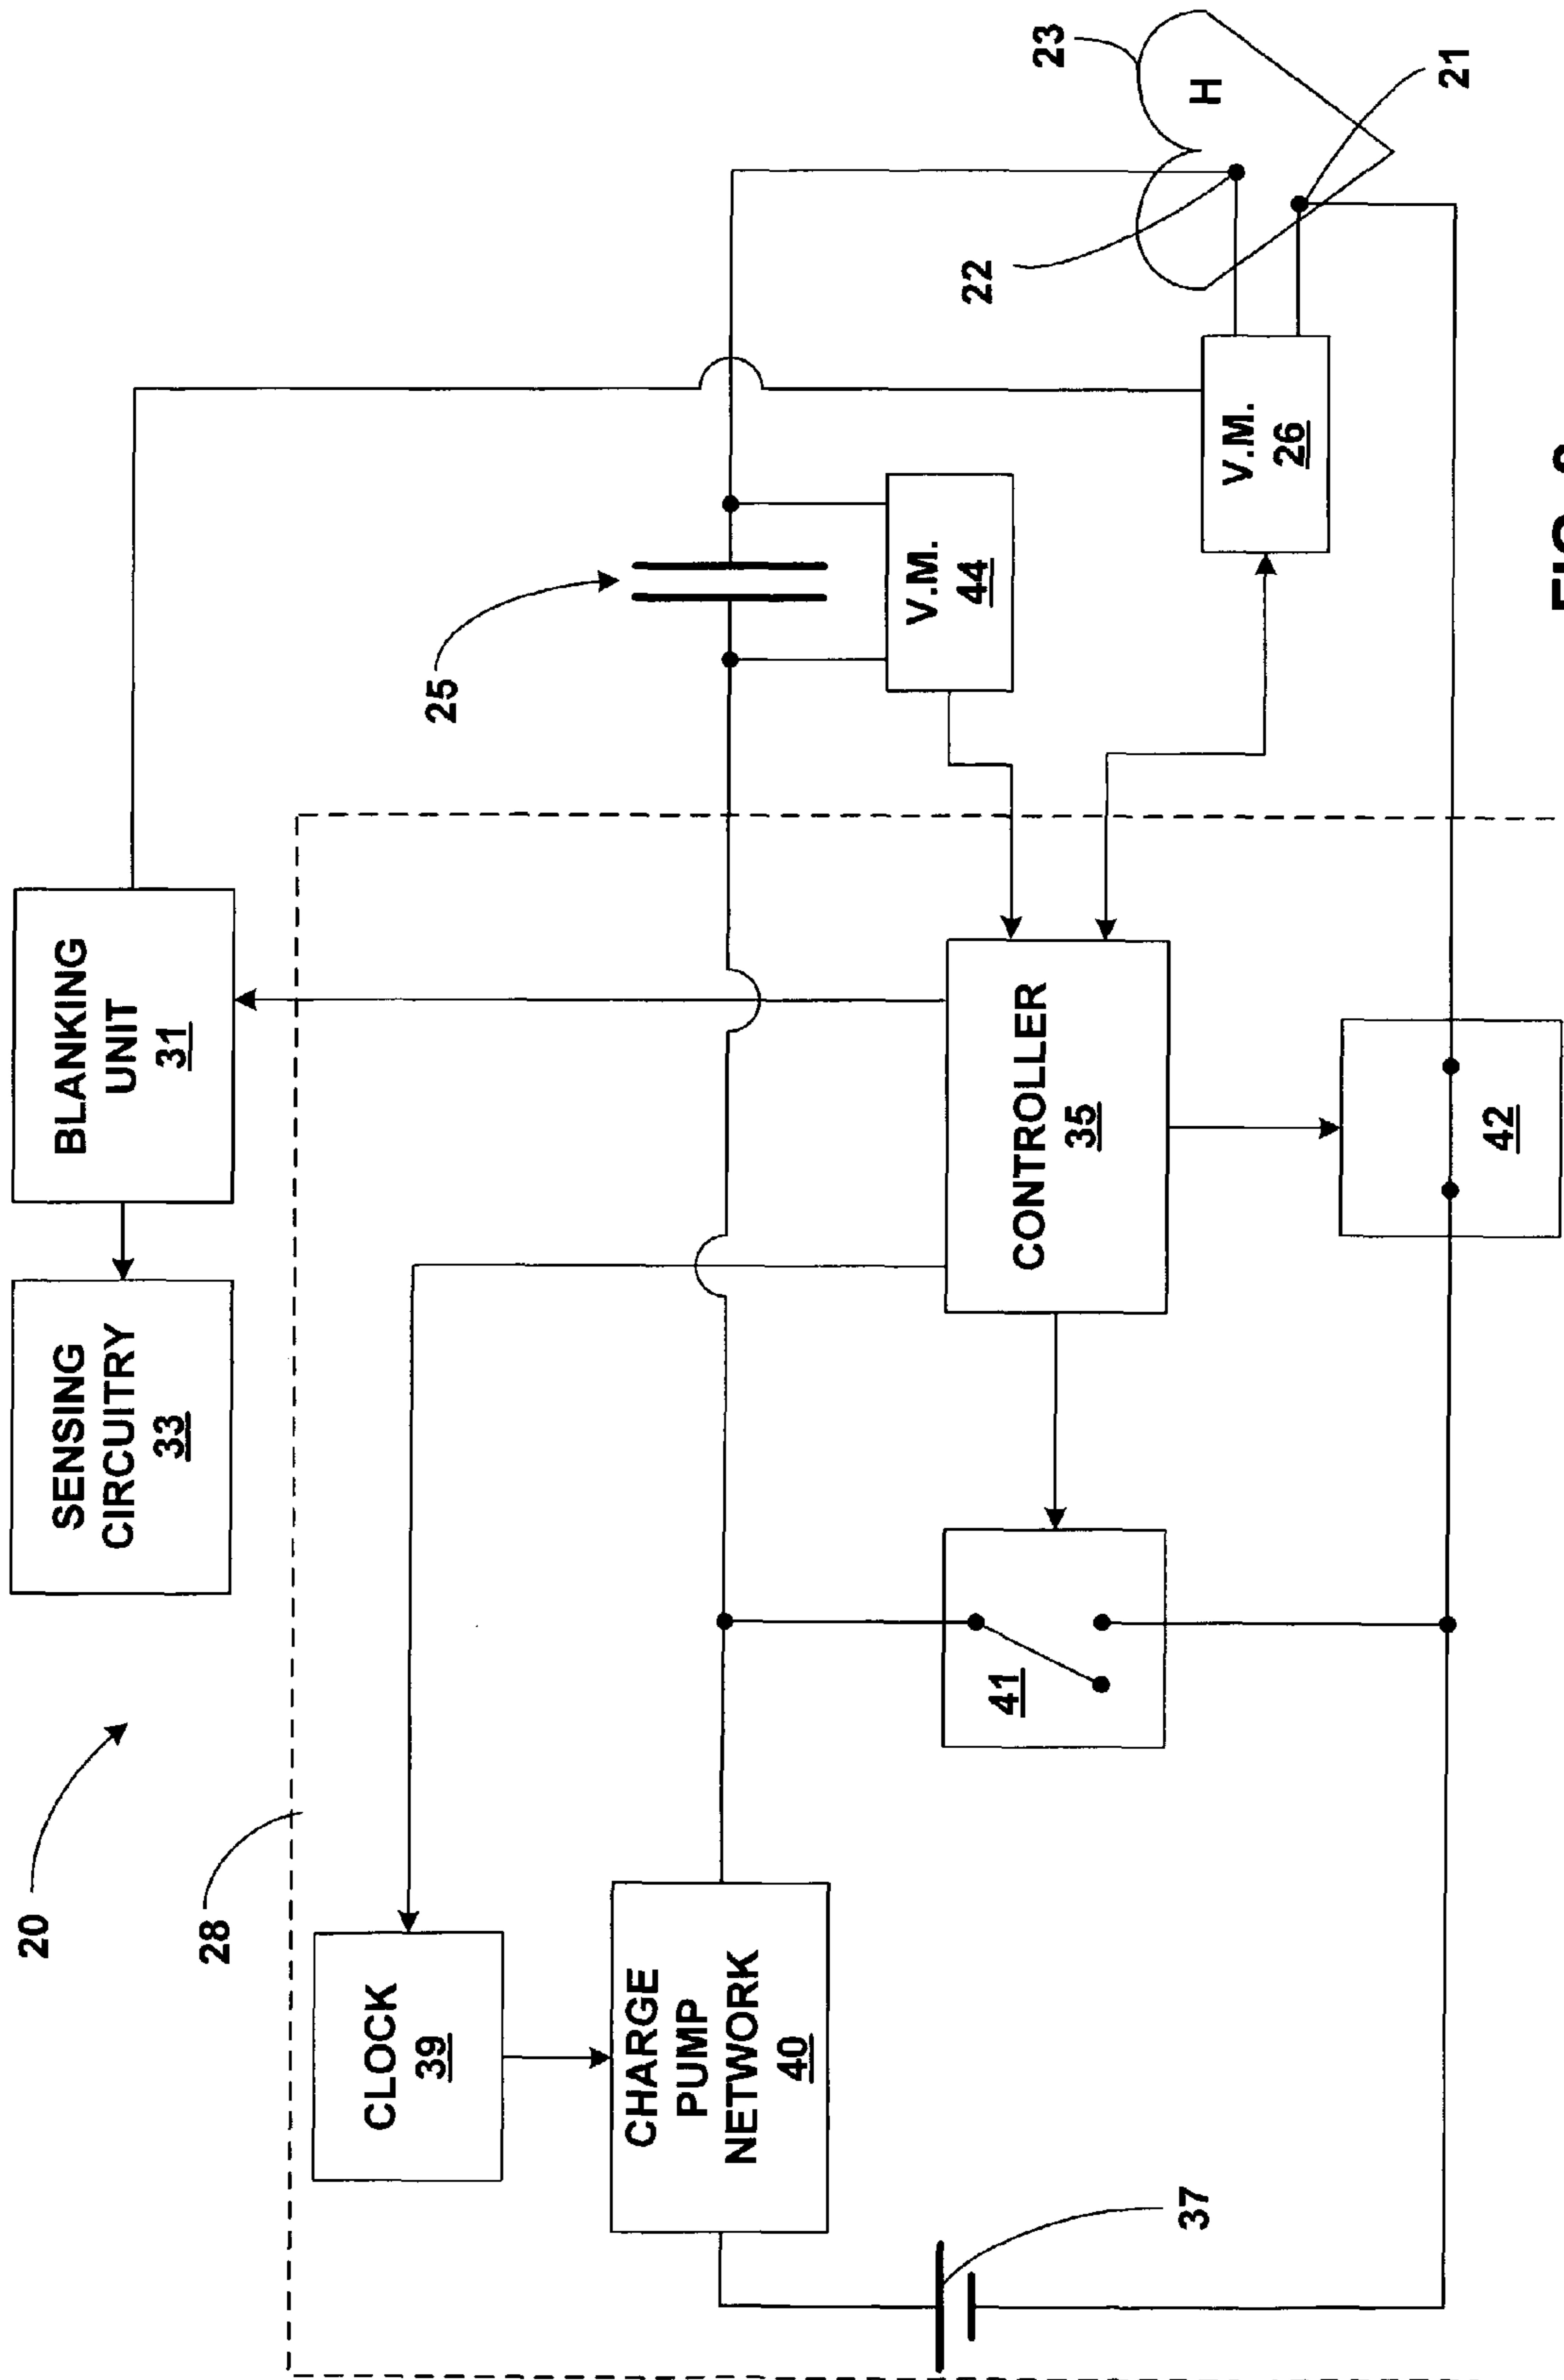 20
SENSING
CIRCUITRY
33
BLANKING
UNIT
31
28
CLOCK
39
25
CHARGE
PUMP
NETWORK
40
V.M.
44
22
23
41
CONTROLLER
35
H
37
V.M.
26
21
42
FIG.